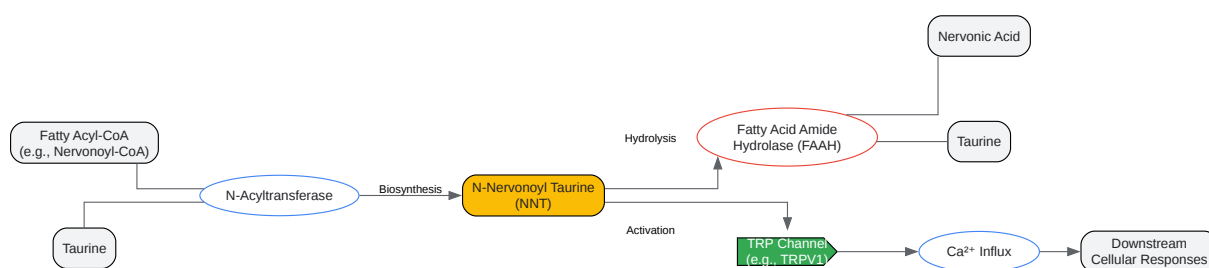 Nervonic Acid
Fatty Acyl-CoA
(e.g., Nervonoyl-CoA)
Hydrolysis
Fatty Acid Amide
Hydrolase (FAAH)
Taurine
N-Acyltransferase
Biosynthesis
N-Nervonoyl Taurine
(NNT)
Taurine
Activation
TRP Channel
(e.g., TRPV1)
Ca²⁺ Influx
Downstream
Cellular Responses